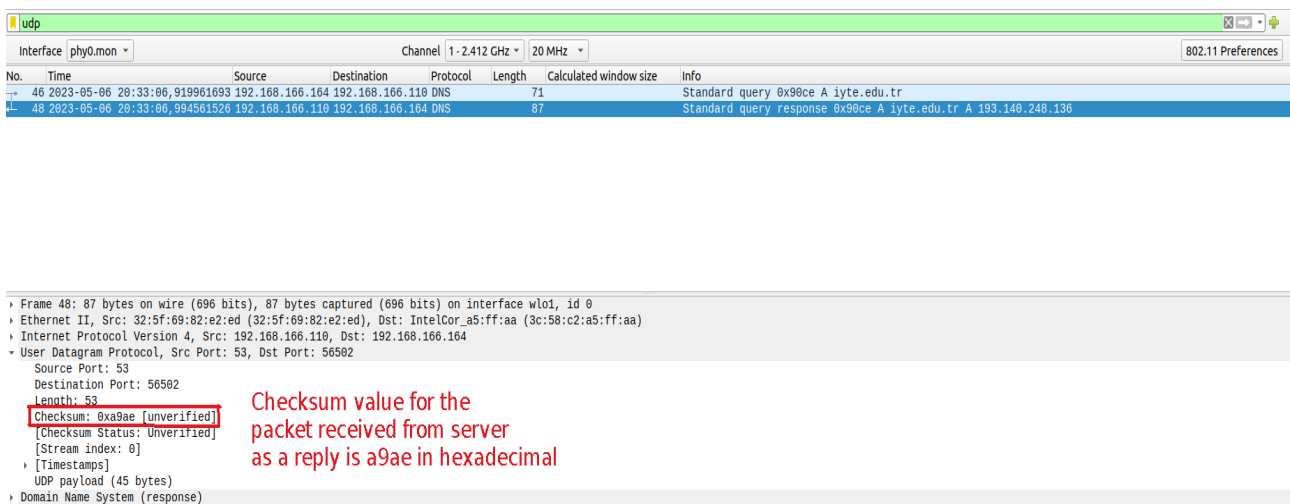 udp
Interface phy0.mon Channel 1 · 2.412 GHz 20 MHz 802.11 Preferences
No. Time Source Destination Protocol Length Calculated window size Info
46 2023-05-06 20:33:06,919961693 192.168.166.164 192.168.166.110 DNS 71 Standard query 0x90ce A iyte.edu.tr
48 2023-05-06 20:33:06,994561526 192.168.166.110 192.168.166.164 DNS 87 Standard query response 0x90ce A iyte.edu.tr A 193.140.248.136
Frame 48: 87 bytes on wire (696 bits), 87 bytes captured (696 bits) on interface wlo1, id 0
Ethernet II, Src: 32:5f:69:82:e2:ed (32:5f:69:82:e2:ed), Dst: IntelCor_a5:ff:aa (3c:58:c2:a5:ff:aa)
Internet Protocol Version 4, Src: 192.168.166.110, Dst: 192.168.166.164
User Datagram Protocol, Src Port: 53, Dst Port: 56502
Source Port: 53
Destination Port: 56502
Length: 53
Checksum: 0xa9ae [unverified]
[Checksum Status: Unverified]
[Stream index: 0]
[Timestamps]
UDP payload (45 bytes)
Domain Name System (response)
Checksum value for the
packet received from server
as a reply is a9ae in hexadecimal